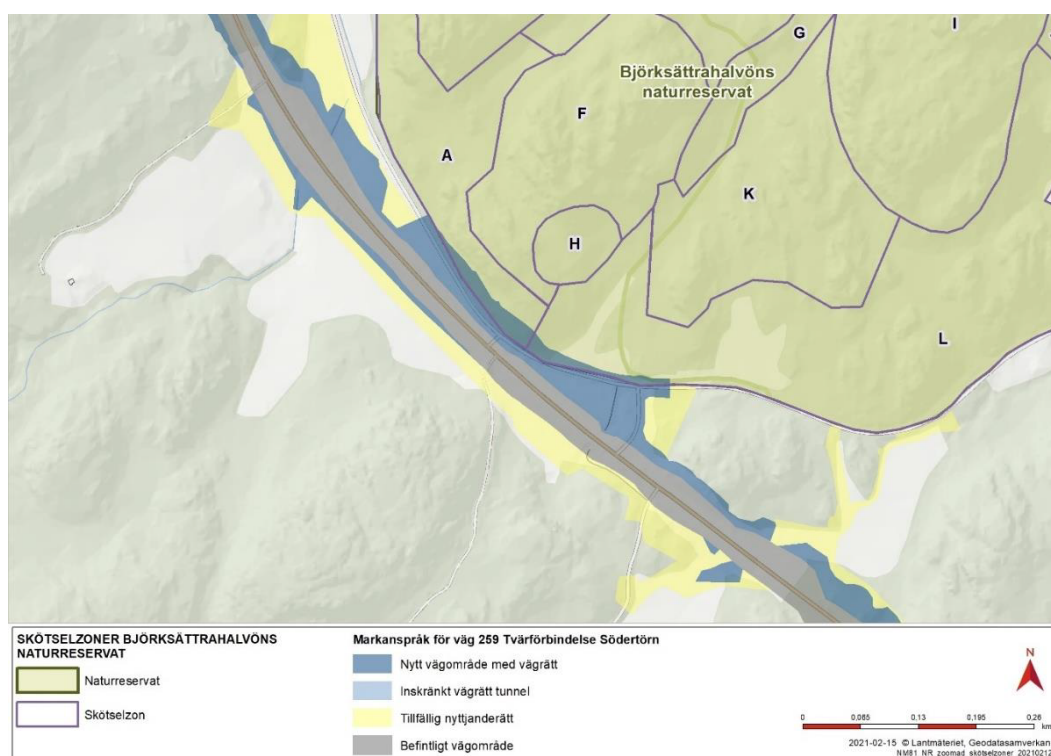 G
I
Björksättrahalvöns
naturreservat
F
A
K
H
L
SKÖTSELZONER BJÖRKSÄTTRAHALVÖNS
NATURRESERVAT
Naturreservat
Skötselzon
Markanspråk för väg 259 Tvärförbindelse Södertörn
Nytt vägområde med vägrätt
Inskränkt vägrätt tunnel
Tillfällig nyttjanderätt
Befintligt vägområde
N
0 0,065 0,13 0,195 0,26
km
2021-02-15 © Lantmäteriet, Geodatasamverkan
NM81_NR_zoomad_skötselzoner_20210212